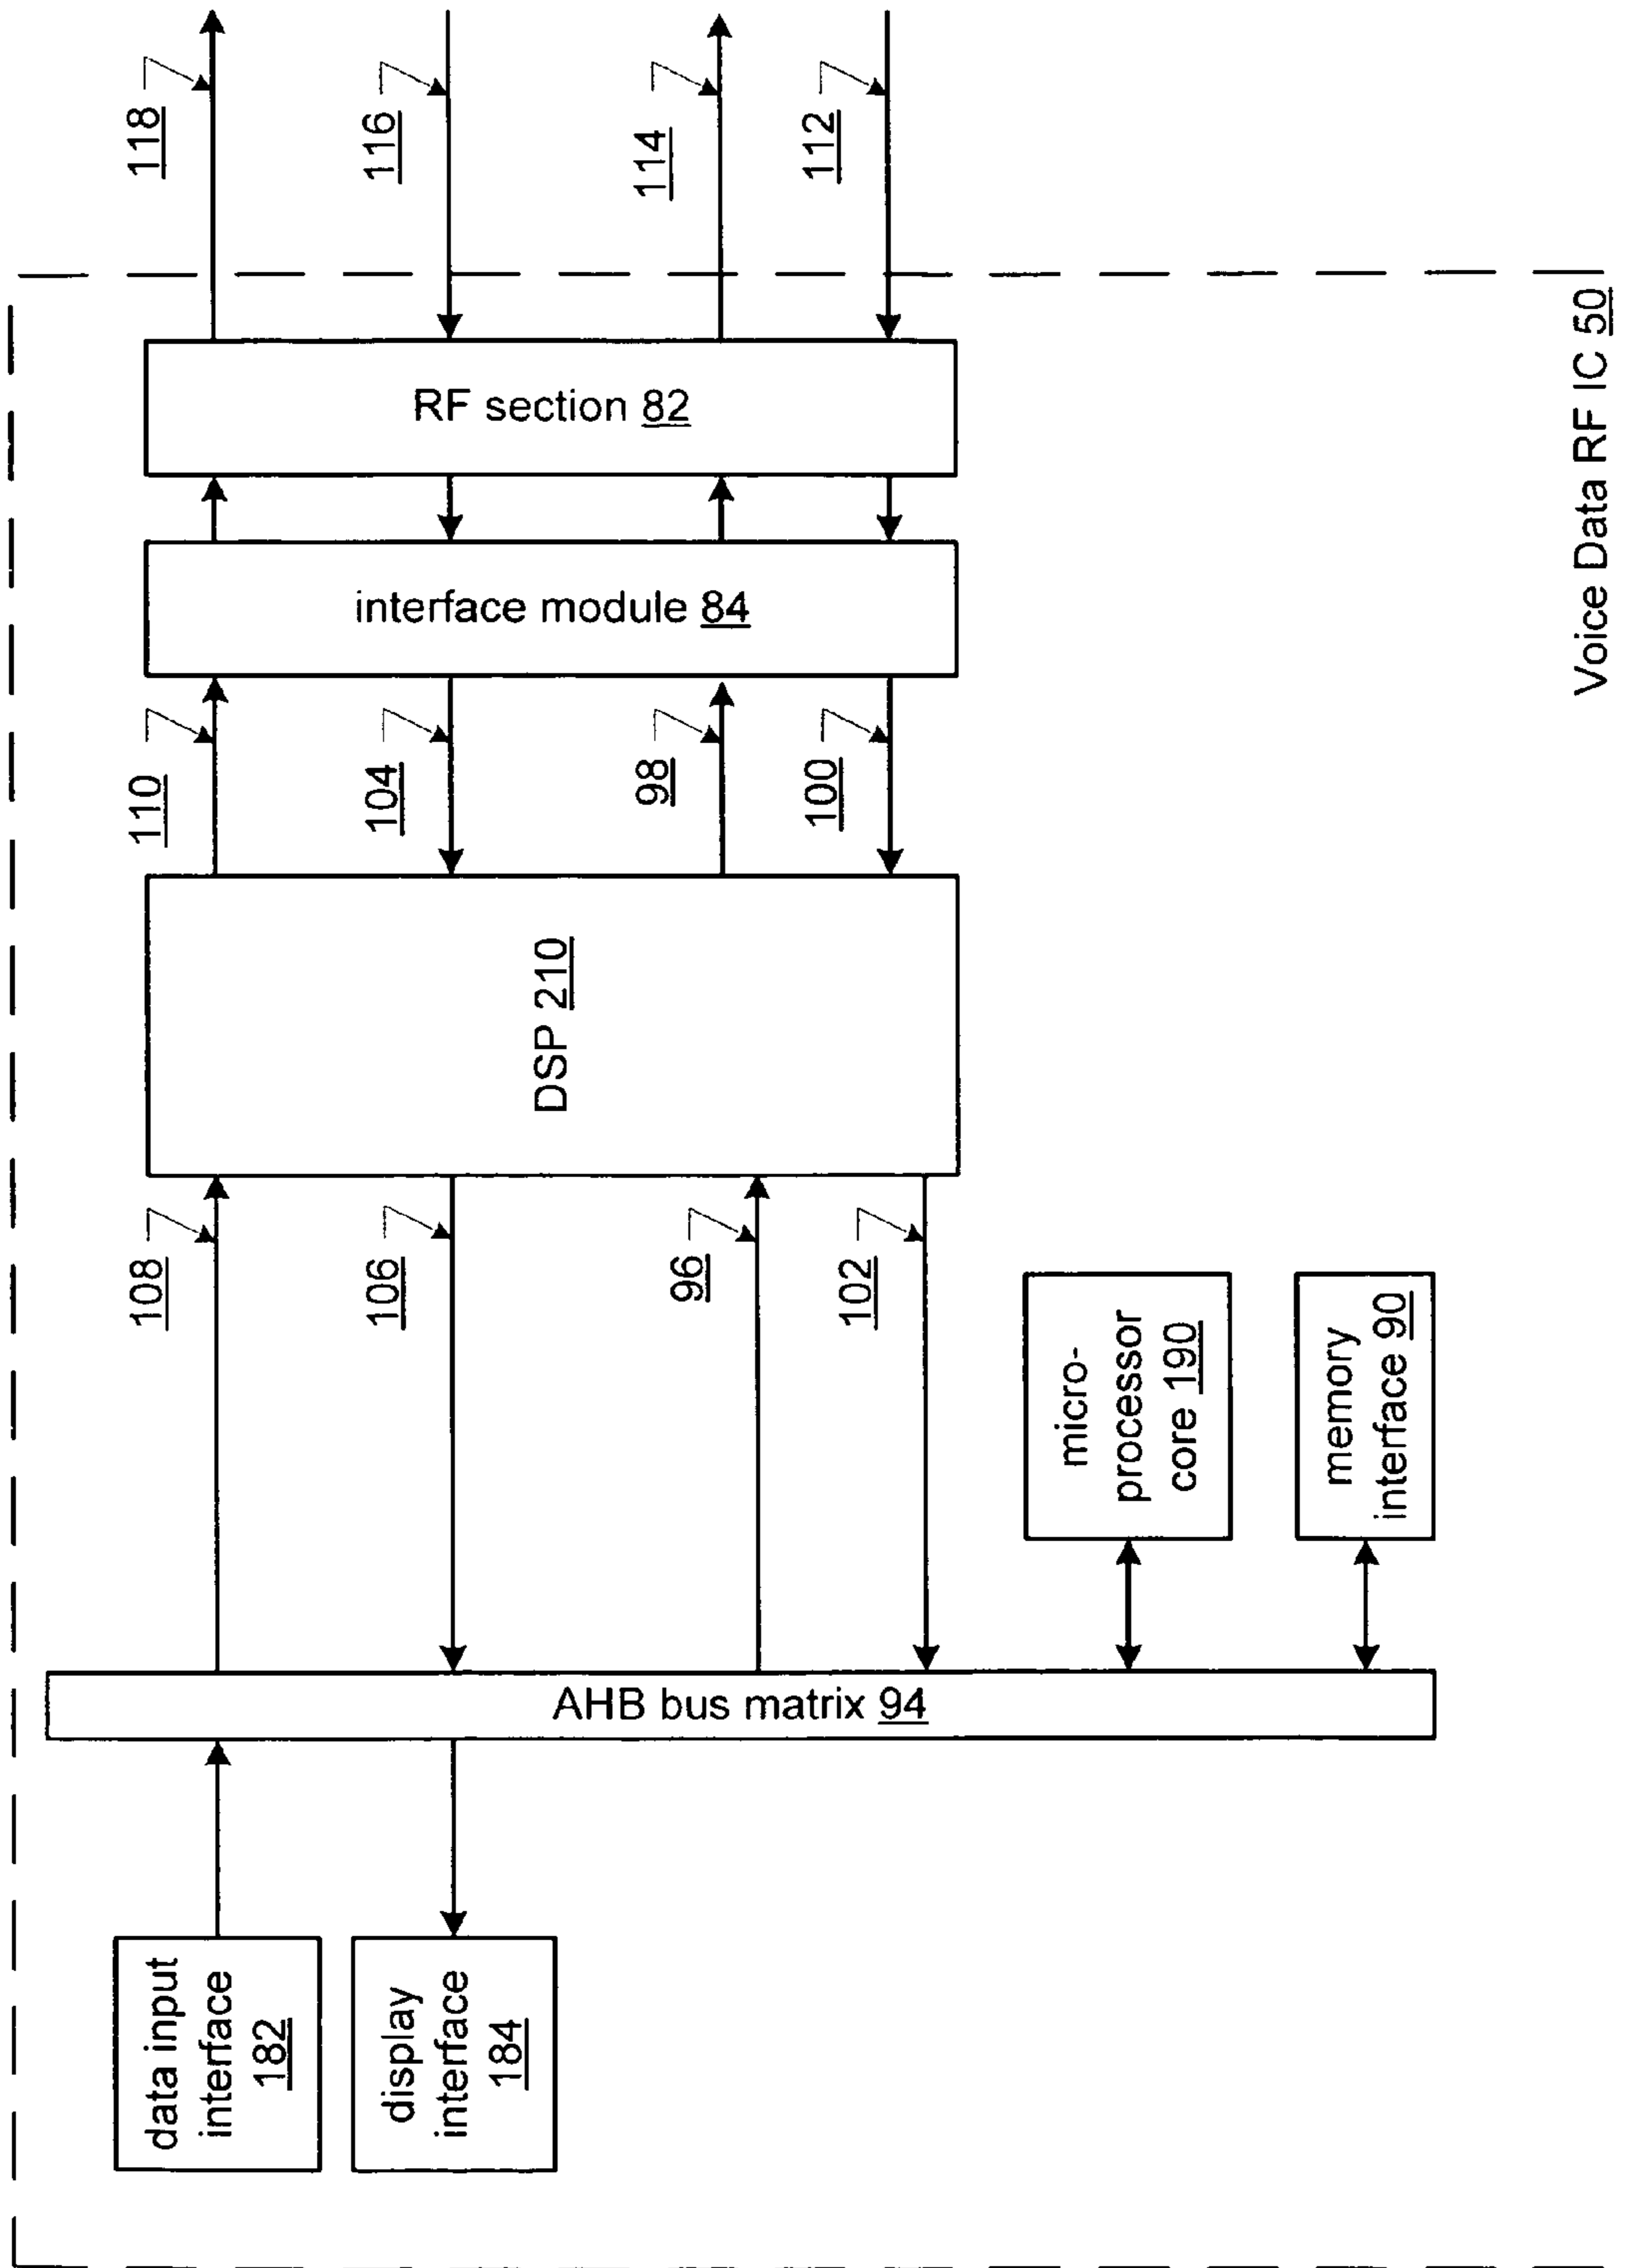 118
116
114
112
RF section 82
interface module 84
110
104
98
100
DSP 210
108
106
96
102
micro-
processor
core 190
memory
interface 90
AHB bus matrix 94
data input
interface
182
display
interface
184
Voice Data RF IC 50